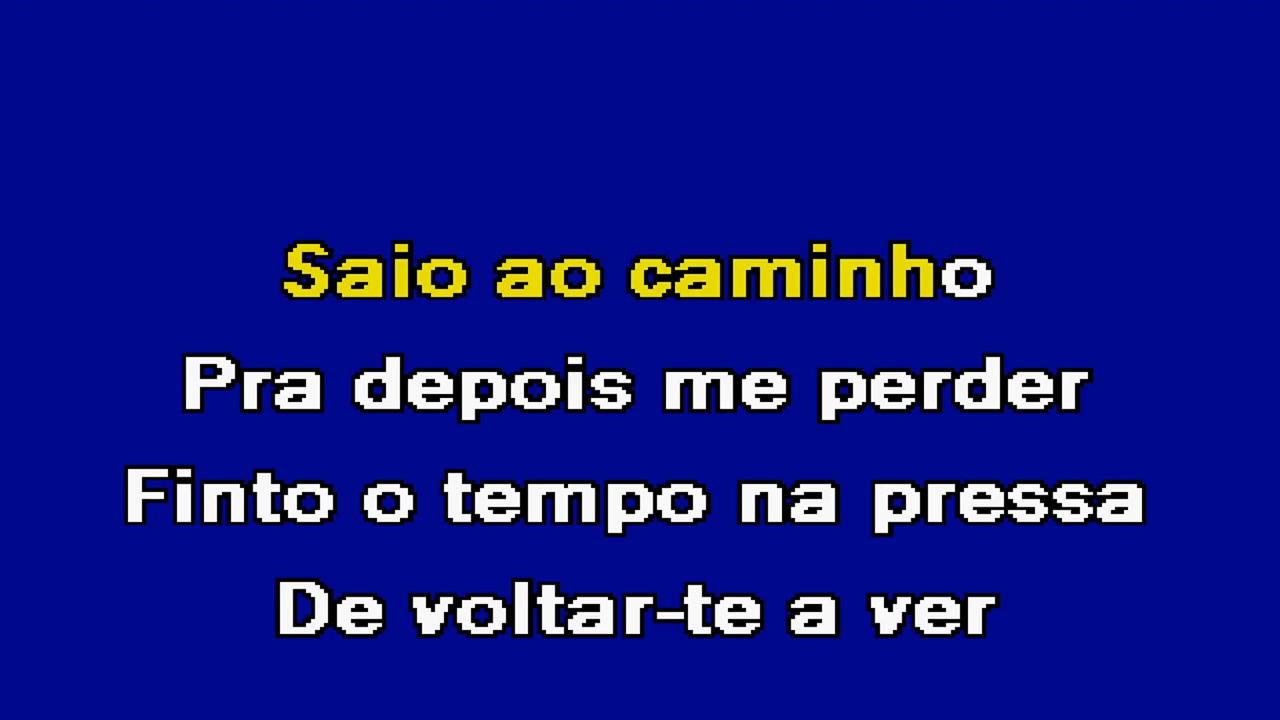 Saio ao caminho
Pra depois me perder
Finto o tempo na pressa
De voltar-te a ver